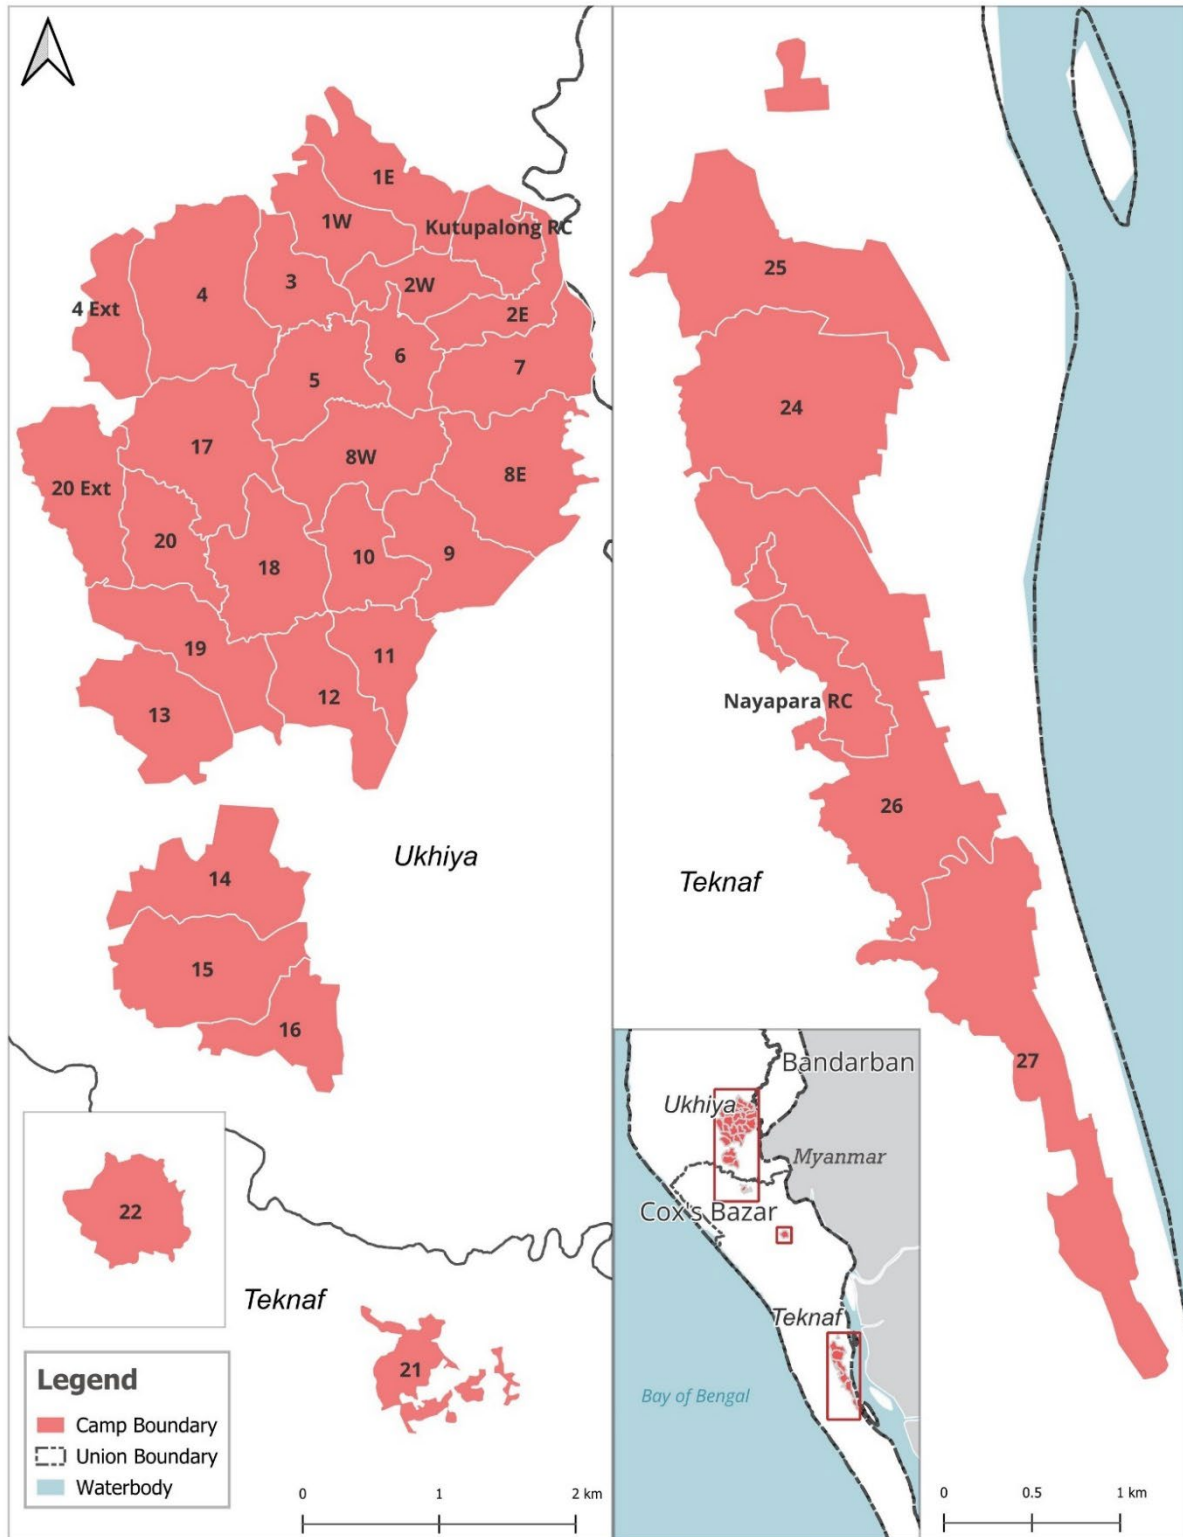 1E
1W
Kutupalong RC
3
2W
4
4 Ext
2E
6
7
5
17
8W
20 Ext
8E
20
18
10
9
19
11
12
13
Ukhiya
14
15
16
22
Teknaf
21
Legend
Camp Boundary
Union Boundary
Waterbody
0 1 2 km
25
24
Nayapara RC
26
Teknaf
27
Bandarban
Ukhiya
Myanmar
Cox's Bazar
Teknaf
Bay of Bengal
0 0.5 1 km